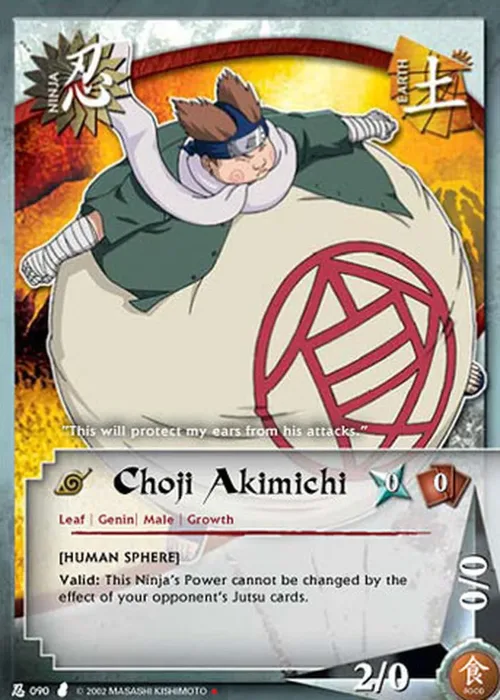 NINJA 忍
EARTH 土
"This will protect my ears from his attacks."
Choji Akimichi 0 0
Leaf | Genin| Male | Growth
[HUMAN SPHERE]
Valid: This Ninja's Power cannot be changed by the
effect of your opponent's Jutsu cards.
0/0
2/0
食
FOOD
忍 090 © 2002 MASASHI KISHIMOTO